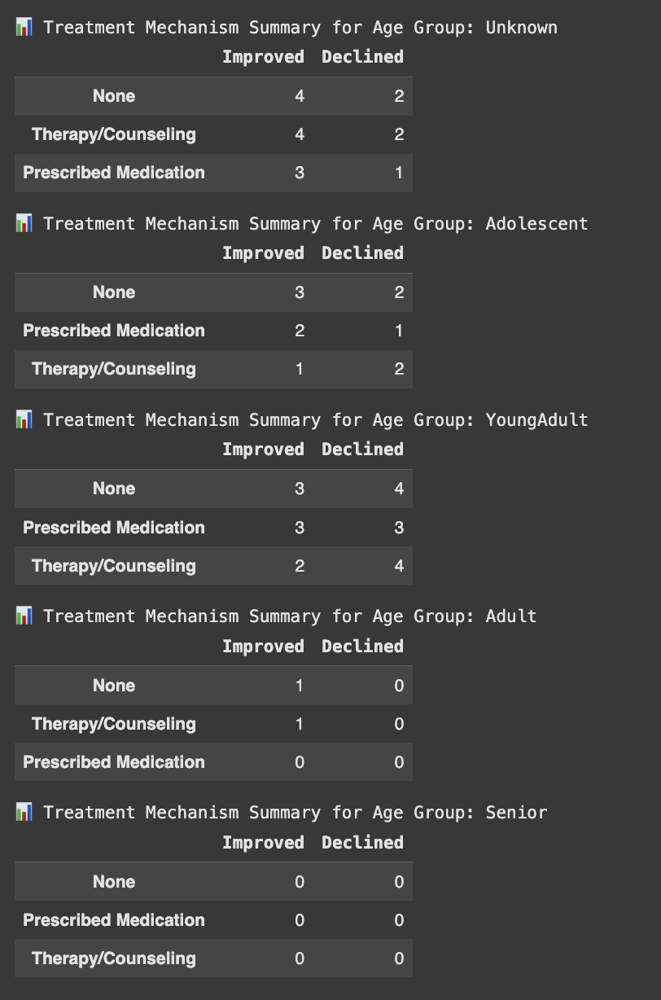 📊 Treatment Mechanism Summary for Age Group: Unknown
Improved Declined
None 4 2
Therapy/Counseling 4 2
Prescribed Medication 3 1
📊 Treatment Mechanism Summary for Age Group: Adolescent
Improved Declined
None 3 2
Prescribed Medication 2 1
Therapy/Counseling 1 2
📊 Treatment Mechanism Summary for Age Group: YoungAdult
Improved Declined
None 3 4
Prescribed Medication 3 3
Therapy/Counseling 2 4
📊 Treatment Mechanism Summary for Age Group: Adult
Improved Declined
None 1 0
Therapy/Counseling 1 0
Prescribed Medication 0 0
📊 Treatment Mechanism Summary for Age Group: Senior
Improved Declined
None 0 0
Prescribed Medication 0 0
Therapy/Counseling 0 0